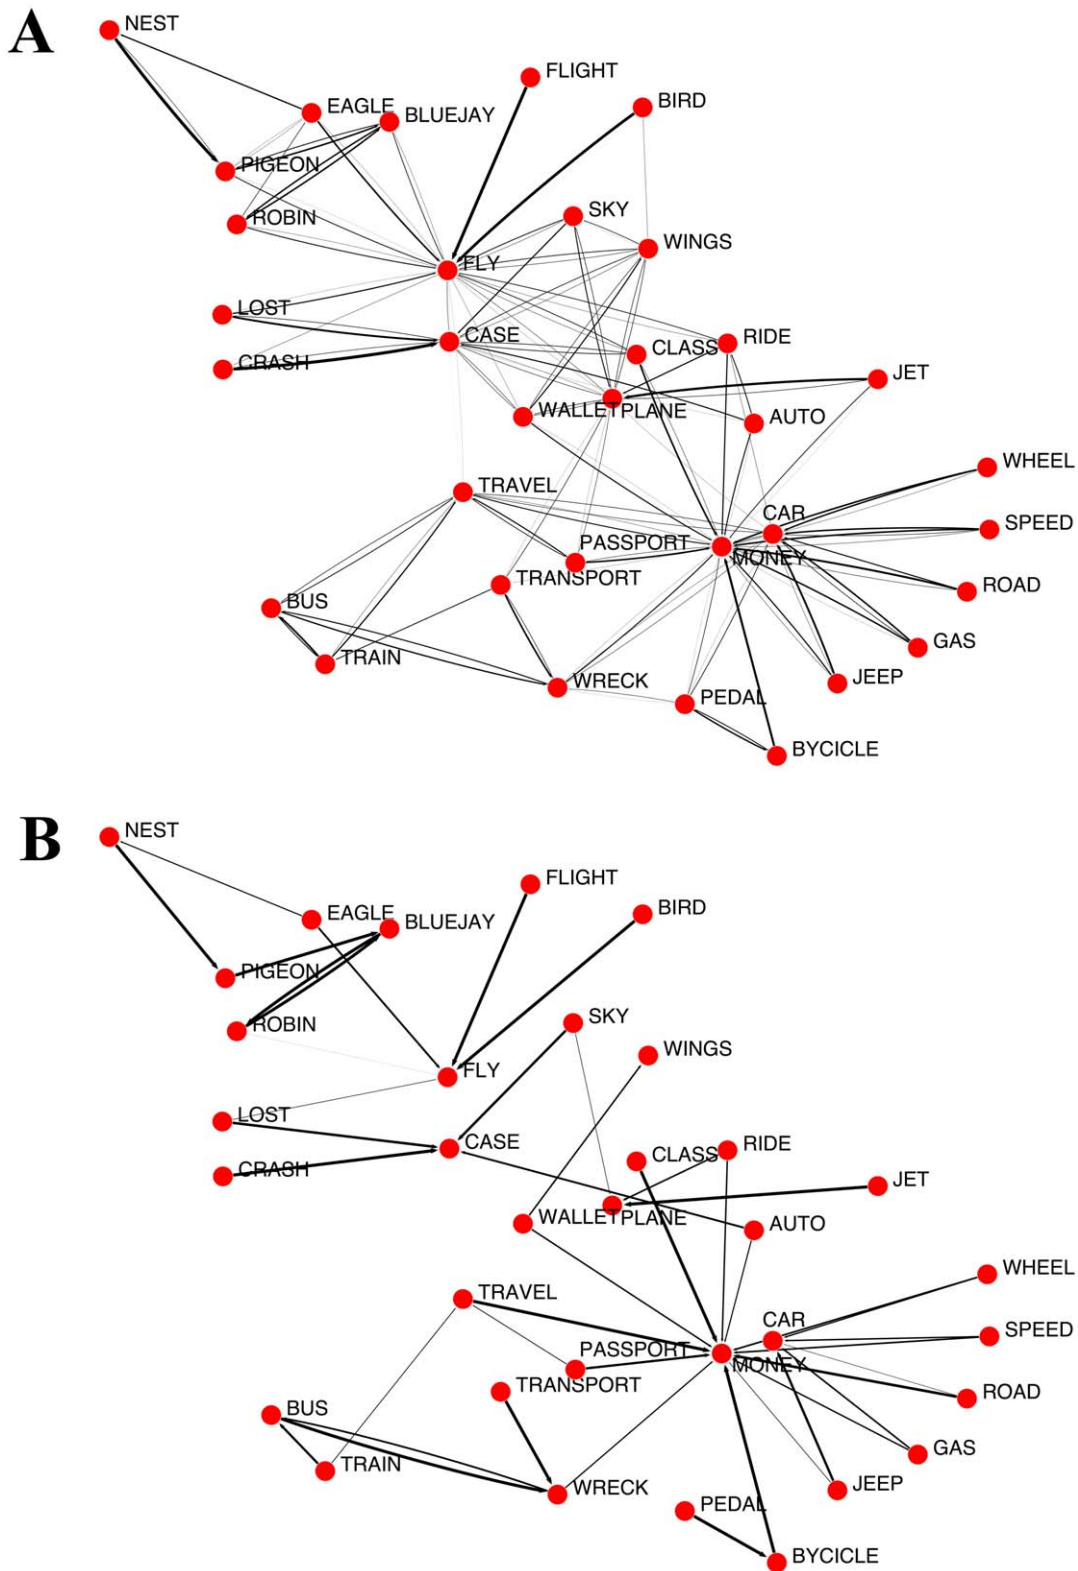 A
NEST
FLIGHT
BIRD
EAGLE
BLUEJAY
PIGEON
ROBIN
SKY
WINGS
FLY
LOST
CASE
CRASH
CLASS
RIDE
JET
WALLET
PLANE
AUTO
WHEEL
TRAVEL
CAR
SPEED
PASSPORT
MONEY
TRANSPORT
ROAD
BUS
GAS
TRAIN
WRECK
JEEP
PEDAL
BYCICLE
B
NEST
FLIGHT
BIRD
EAGLE
BLUEJAY
PIGEON
ROBIN
SKY
WINGS
FLY
LOST
CASE
CRASH
CLASS
RIDE
JET
WALLET
PLANE
AUTO
WHEEL
TRAVEL
CAR
SPEED
PASSPORT
MONEY
TRANSPORT
ROAD
BUS
GAS
TRAIN
WRECK
JEEP
PEDAL
BYCICLE